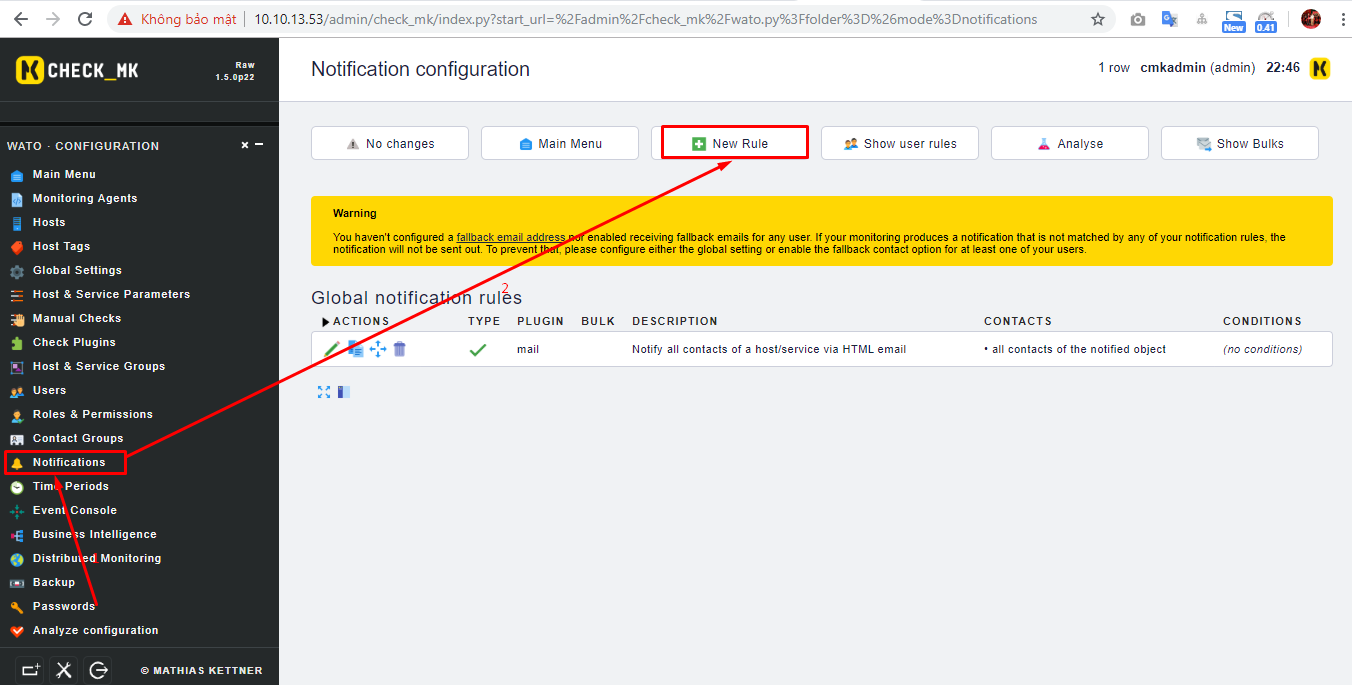 Không bảo mật
10.10.13.53/admin/check_mk/index.py?start_url=%2Fadmin%2Fcheck_mk%2Fwato.py%3Ffolder%3D%26mode%3Dnotifications
New
0.41
CHECK_MK
Raw
1.5.0p22
Notification configuration
1 row cmkadmin (admin) 22:46
WATO · CONFIGURATION
Main Menu
Monitoring Agents
Hosts
Host Tags
Global Settings
Host & Service Parameters
Manual Checks
Check Plugins
Host & Service Groups
Users
Roles & Permissions
Contact Groups
Notifications
Time Periods
Event Console
Business Intelligence
Distributed Monitoring
Backup
Passwords
Analyze configuration
© MATHIAS KETTNER
No changes
Main Menu
New Rule
Show user rules
Analyse
Show Bulks
Warning
You haven't configured a fallback email address nor enabled receiving fallback emails for any user. If your monitoring produces a notification that is not matched by any of your notification rules, the
notification will not be sent out. To prevent that, please configure either the global setting or enable the fallback contact option for at least one of your users.
2
Global notification rules
ACTIONS TYPE PLUGIN BULK DESCRIPTION CONTACTS CONDITIONS
mail Notify all contacts of a host/service via HTML email • all contacts of the notified object (no conditions)